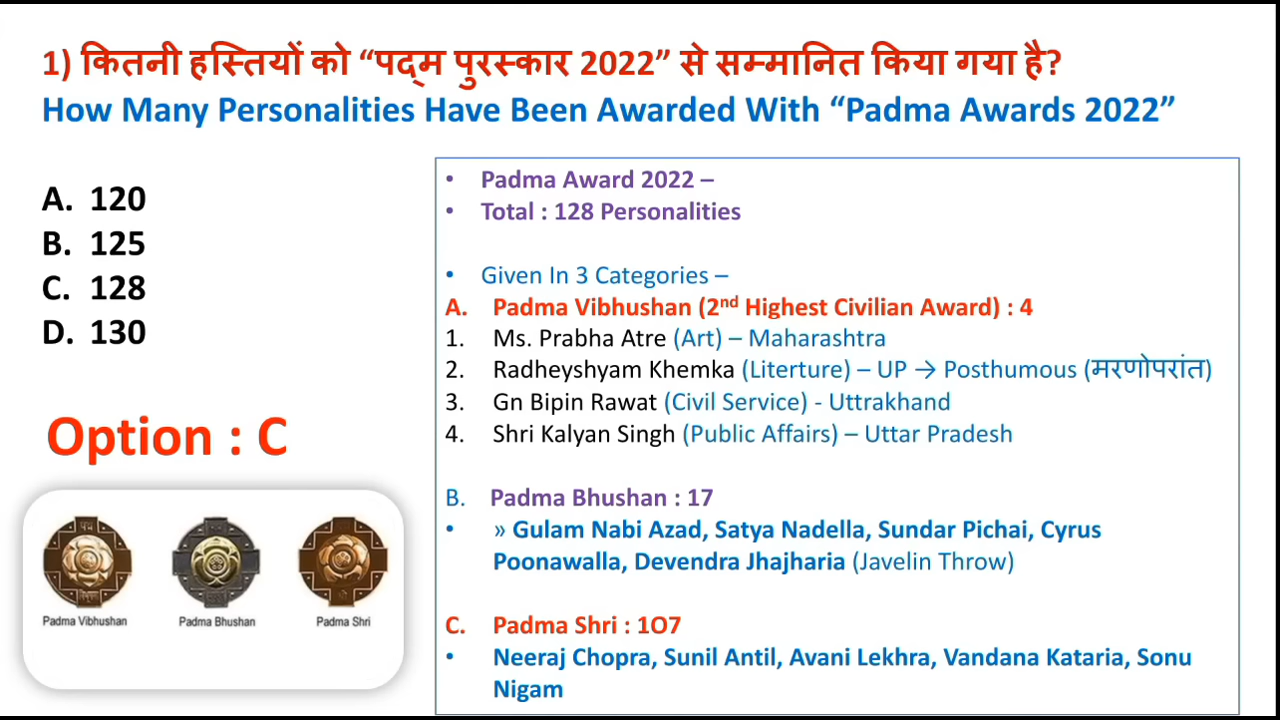 1) कितनी हस्तियों को “पद्म पुरस्कार 2022” से सम्मानित किया गया है?
How Many Personalities Have Been Awarded With “Padma Awards 2022”
A. 120
B. 125
C. 128
D. 130
Option : C
Padma Vibhushan Padma Bhushan Padma Shri
• Padma Award 2022 –
• Total : 128 Personalities
• Given In 3 Categories –
A. Padma Vibhushan (2nd Highest Civilian Award) : 4
1. Ms. Prabha Atre (Art) – Maharashtra
2. Radheyshyam Khemka (Literture) – UP → Posthumous (मरणोपरांत)
3. Gn Bipin Rawat (Civil Service) - Uttrakhand
4. Shri Kalyan Singh (Public Affairs) – Uttar Pradesh
B. Padma Bhushan : 17
• » Gulam Nabi Azad, Satya Nadella, Sundar Pichai, Cyrus
Poonawalla, Devendra Jhajharia (Javelin Throw)
C. Padma Shri : 1O7
• Neeraj Chopra, Sunil Antil, Avani Lekhra, Vandana Kataria, Sonu
Nigam